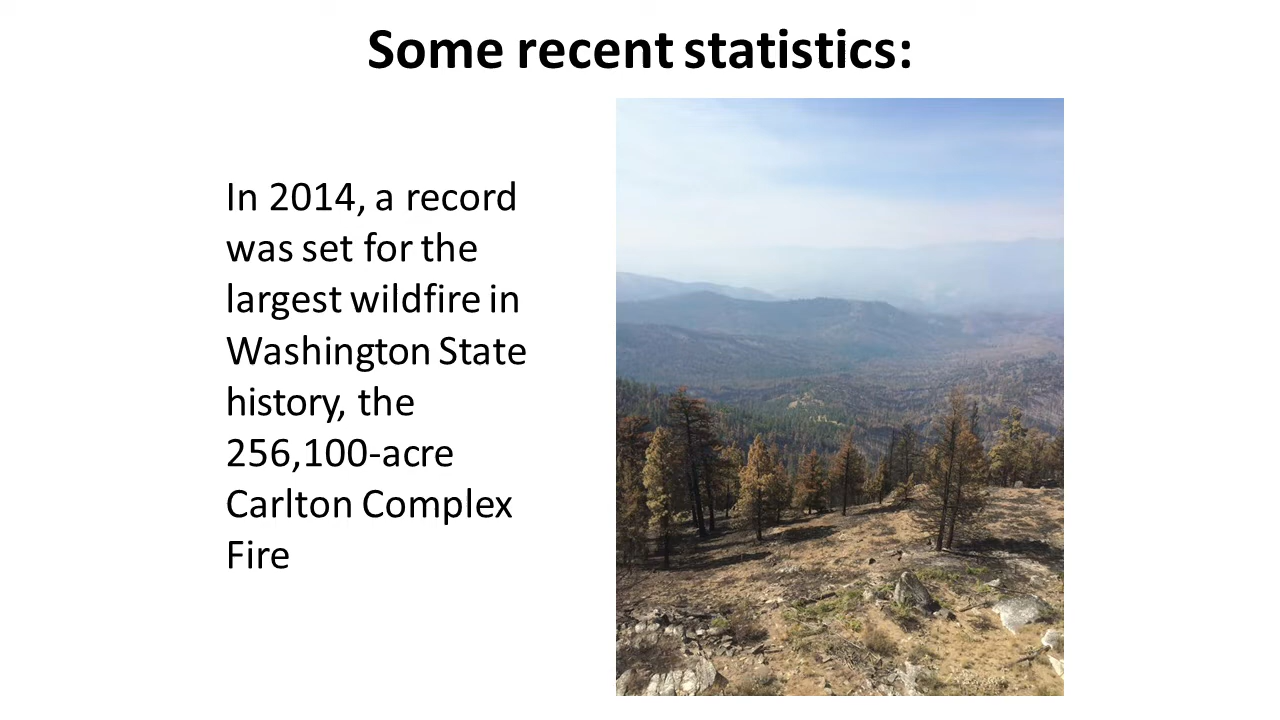 Some recent statistics:
In 2014, a record
was set for the
largest wildfire in
Washington State
history, the
256,100-acre
Carlton Complex
Fire